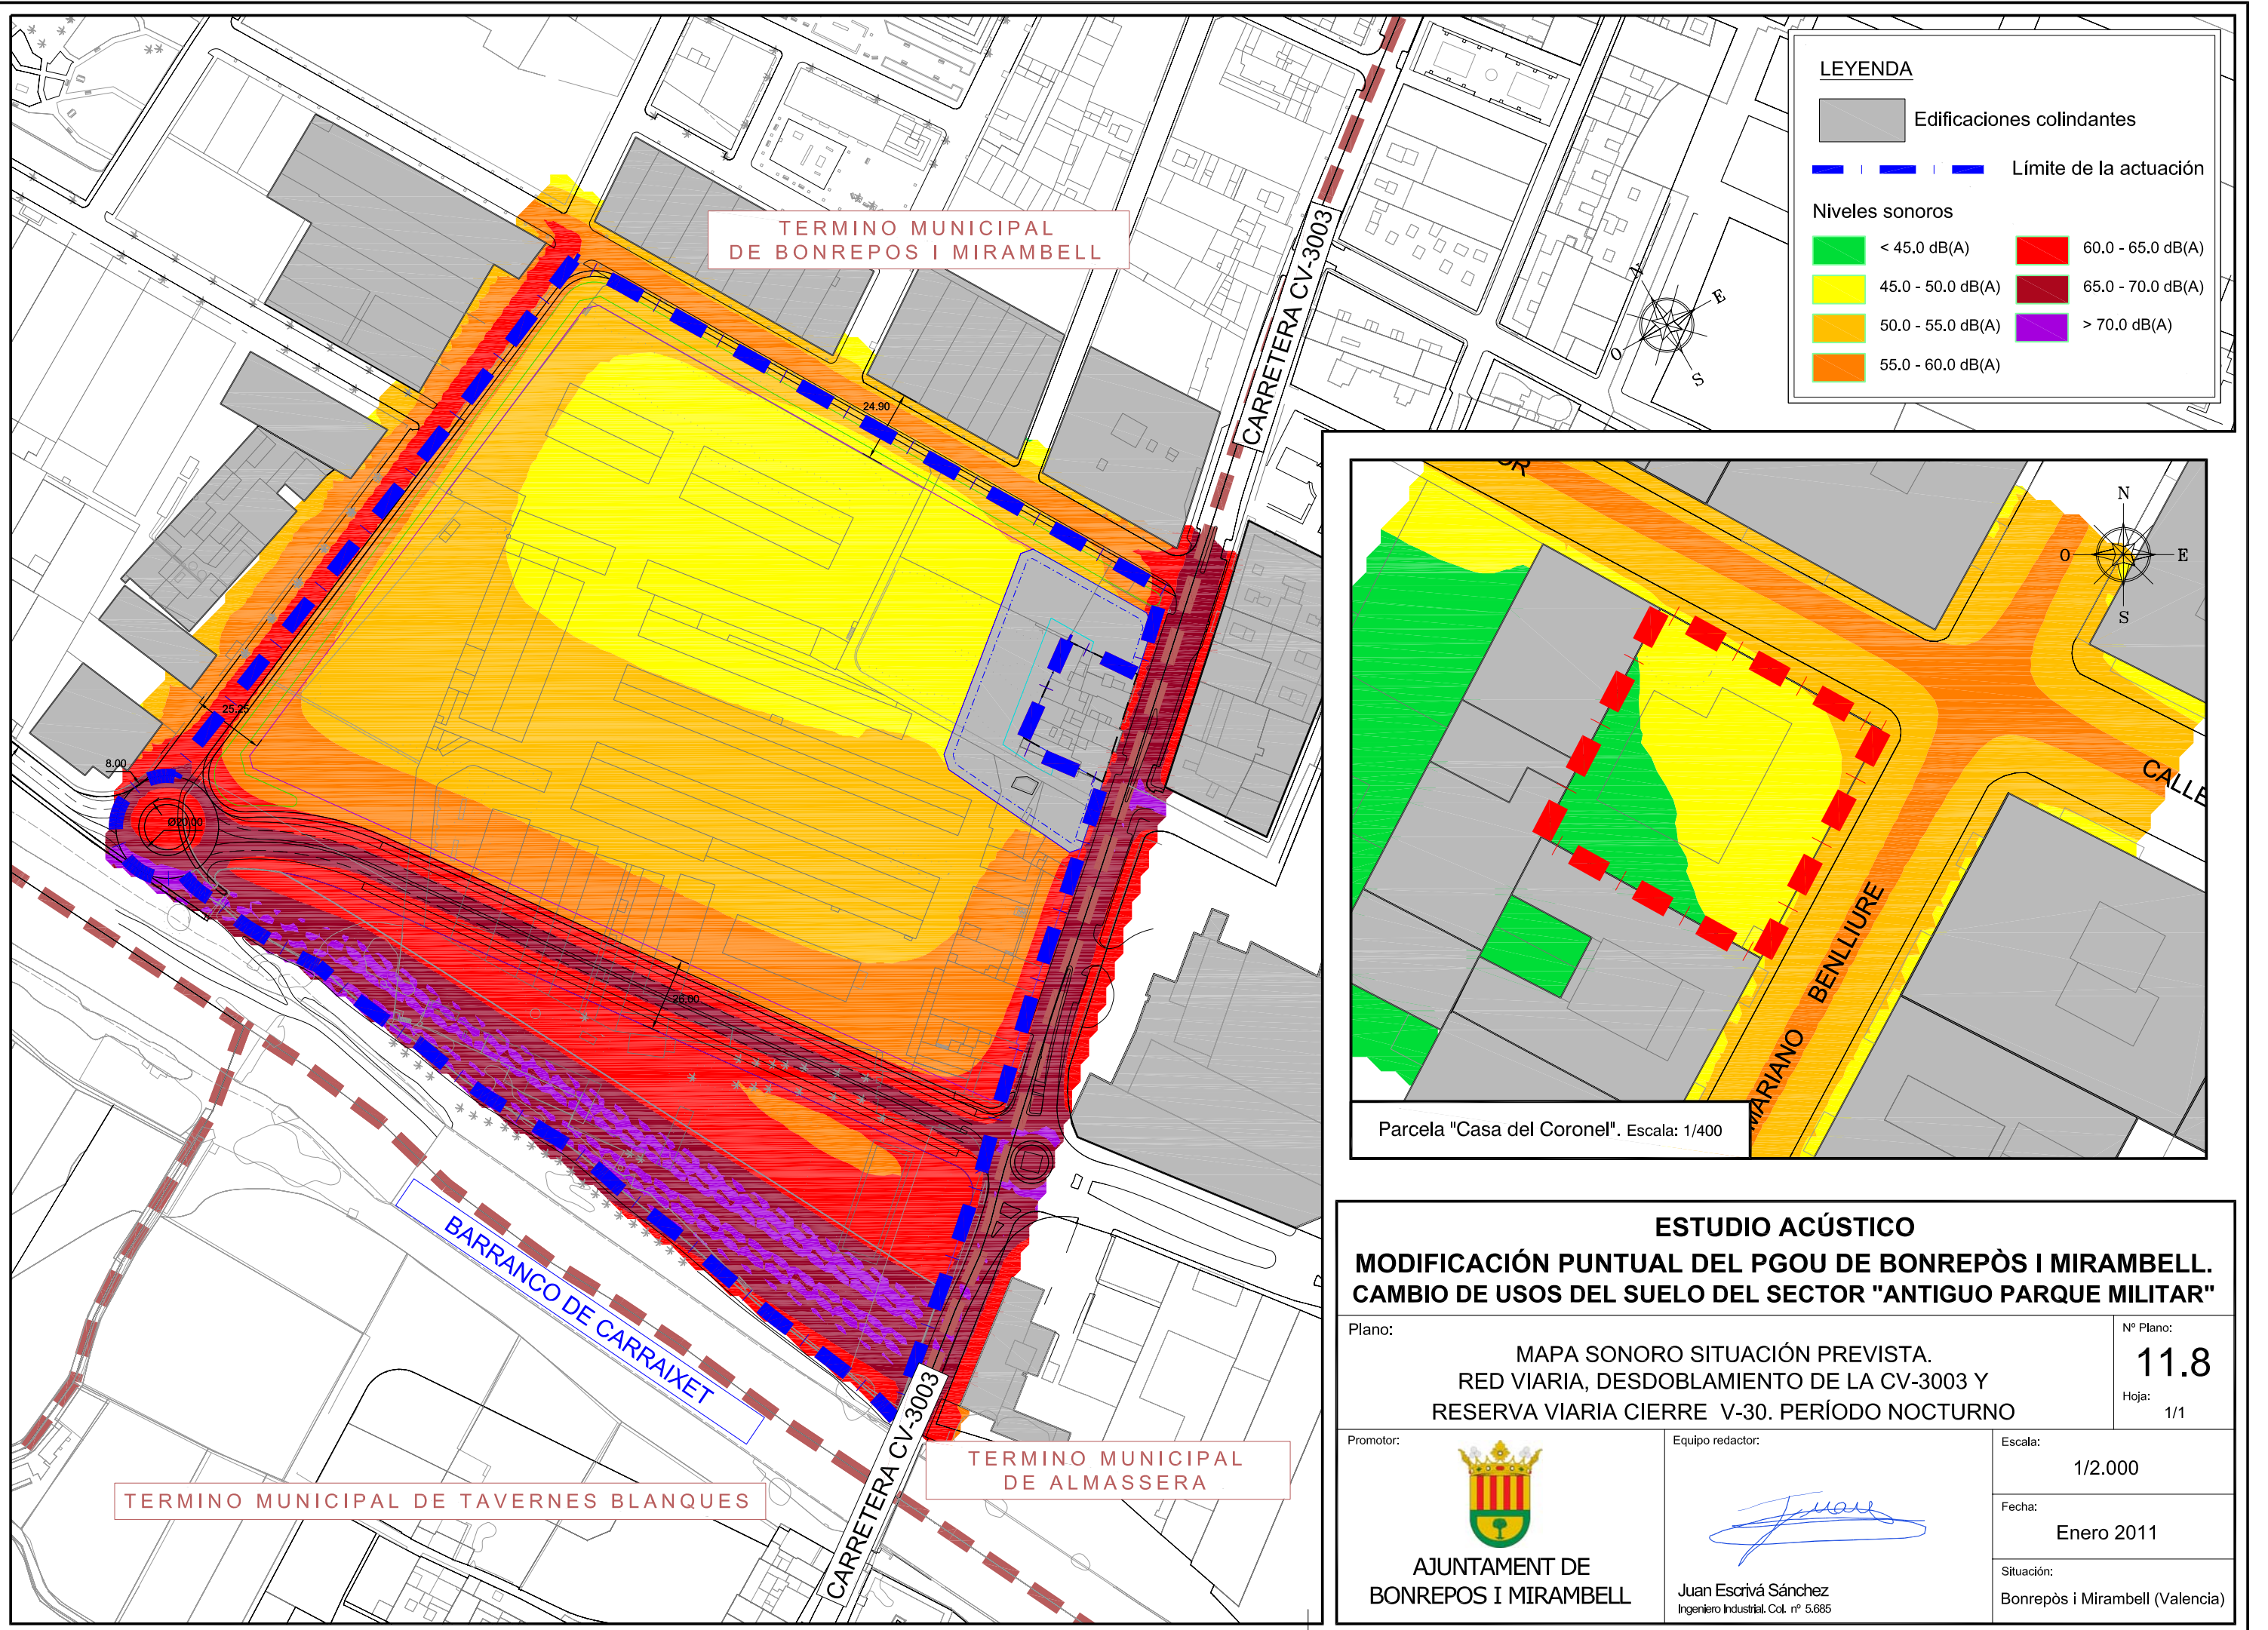 LEYENDA
Edificaciones colindantes
Límite de la actuación
Niveles sonoros
< 45.0 dB(A)
45.0 - 50.0 dB(A)
50.0 - 55.0 dB(A)
55.0 - 60.0 dB(A)
60.0 - 65.0 dB(A)
65.0 - 70.0 dB(A)
> 70.0 dB(A)
TERMINO MUNICIPAL
DE BONREPOS I MIRAMBELL
CARRETERA CV-3003
N
E
O
S
24.90
25.25
8.00
Ø20.00
26.00
BARRANCO DE CARRAIXET
TERMINO MUNICIPAL DE TAVERNES BLANQUES
CARRETERA CV-3003
TERMINO MUNICIPAL
DE ALMASSERA
OR
N
O
E
S
CALLE
MARIANO BENLLIURE
Parcela "Casa del Coronel". Escala: 1/400
ESTUDIO ACÚSTICO
MODIFICACIÓN PUNTUAL DEL PGOU DE BONREPÒS I MIRAMBELL.
CAMBIO DE USOS DEL SUELO DEL SECTOR "ANTIGUO PARQUE MILITAR"
Plano:
MAPA SONORO SITUACIÓN PREVISTA.
RED VIARIA, DESDOBLAMIENTO DE LA CV-3003 Y
RESERVA VIARIA CIERRE V-30. PERÍODO NOCTURNO
Nº Plano:
11.8
Hoja:
1/1
Promotor:
AJUNTAMENT DE
BONREPOS I MIRAMBELL
Equipo redactor:
Juan Escrivá Sánchez
Ingeniero Industrial. Col. nº 5.685
Escala:
1/2.000
Fecha:
Enero 2011
Situación:
Bonrepòs i Mirambell (Valencia)